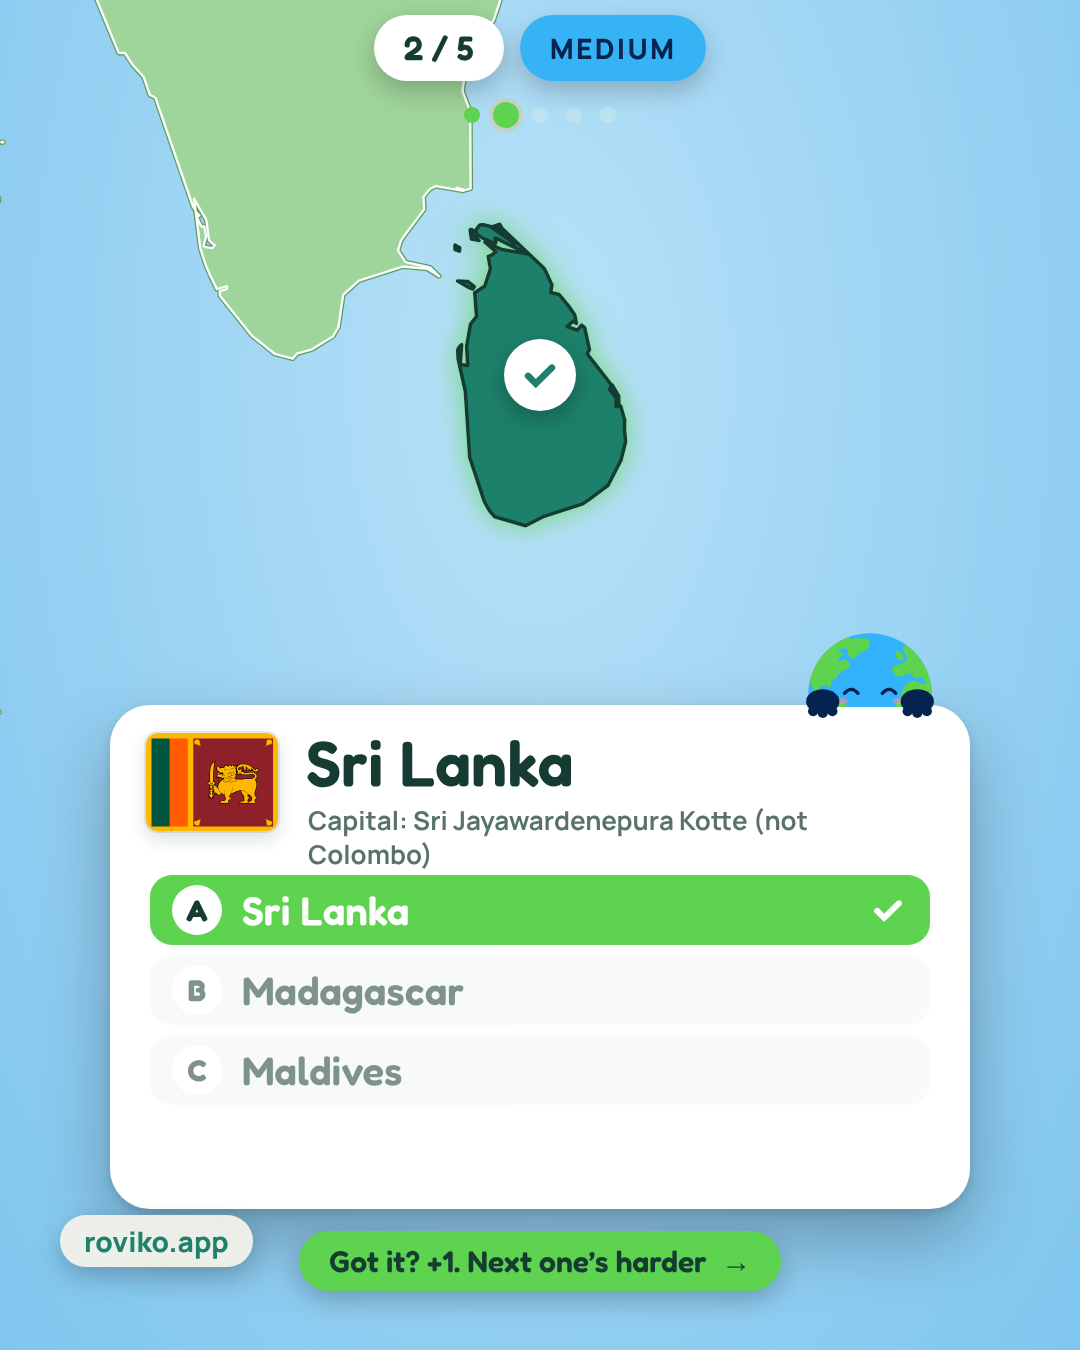 2 / 5
MEDIUM
Sri Lanka
Capital: Sri Jayawardenepura Kotte (not
Colombo)
A Sri Lanka
B Madagascar
C Maldives
roviko.app
Got it? +1. Next one’s harder →